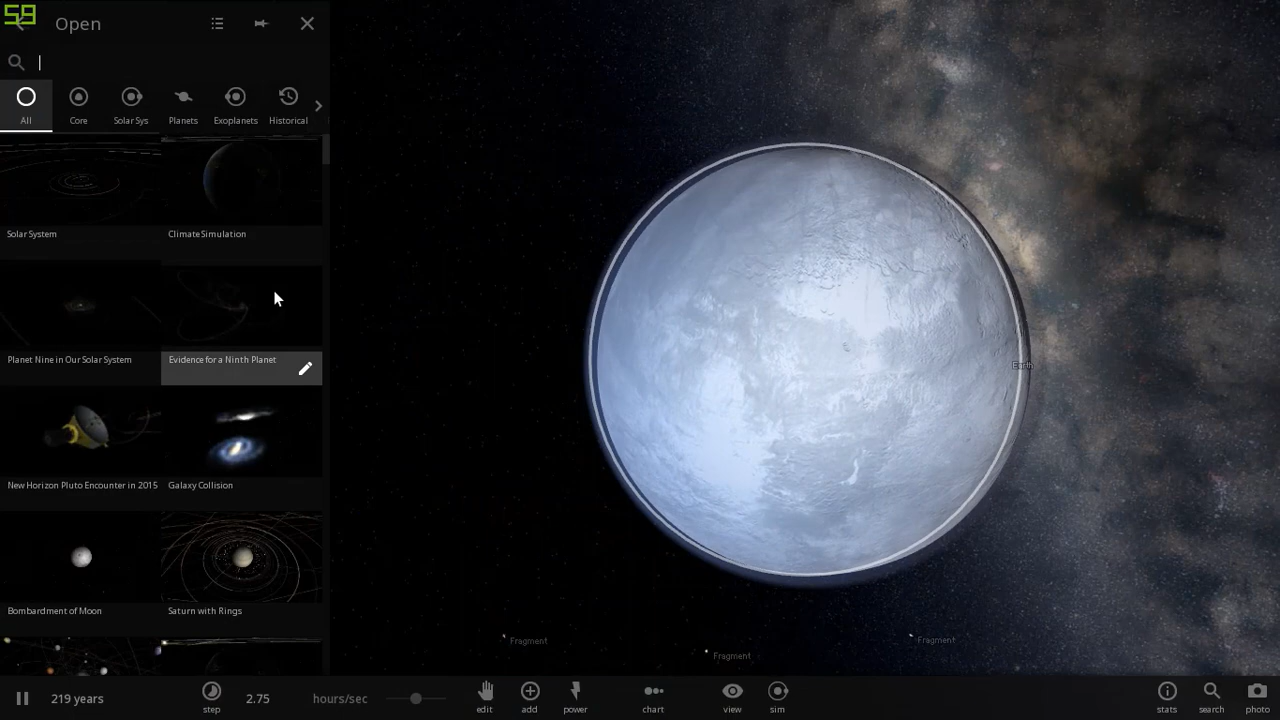 59
Open
All
Core
Solar Sys
Planets
Exoplanets
Historical
Solar System
Climate Simulation
Planet Nine in Our Solar System
Evidence for a Ninth Planet
New Horizon Pluto Encounter in 2015
Galaxy Collision
Bombardment of Moon
Saturn with Rings
Earth
Fragment
Fragment
Fragment
219 years
step
2.75
hours/sec
edit
add
power
chart
view
sim
stats
search
photo